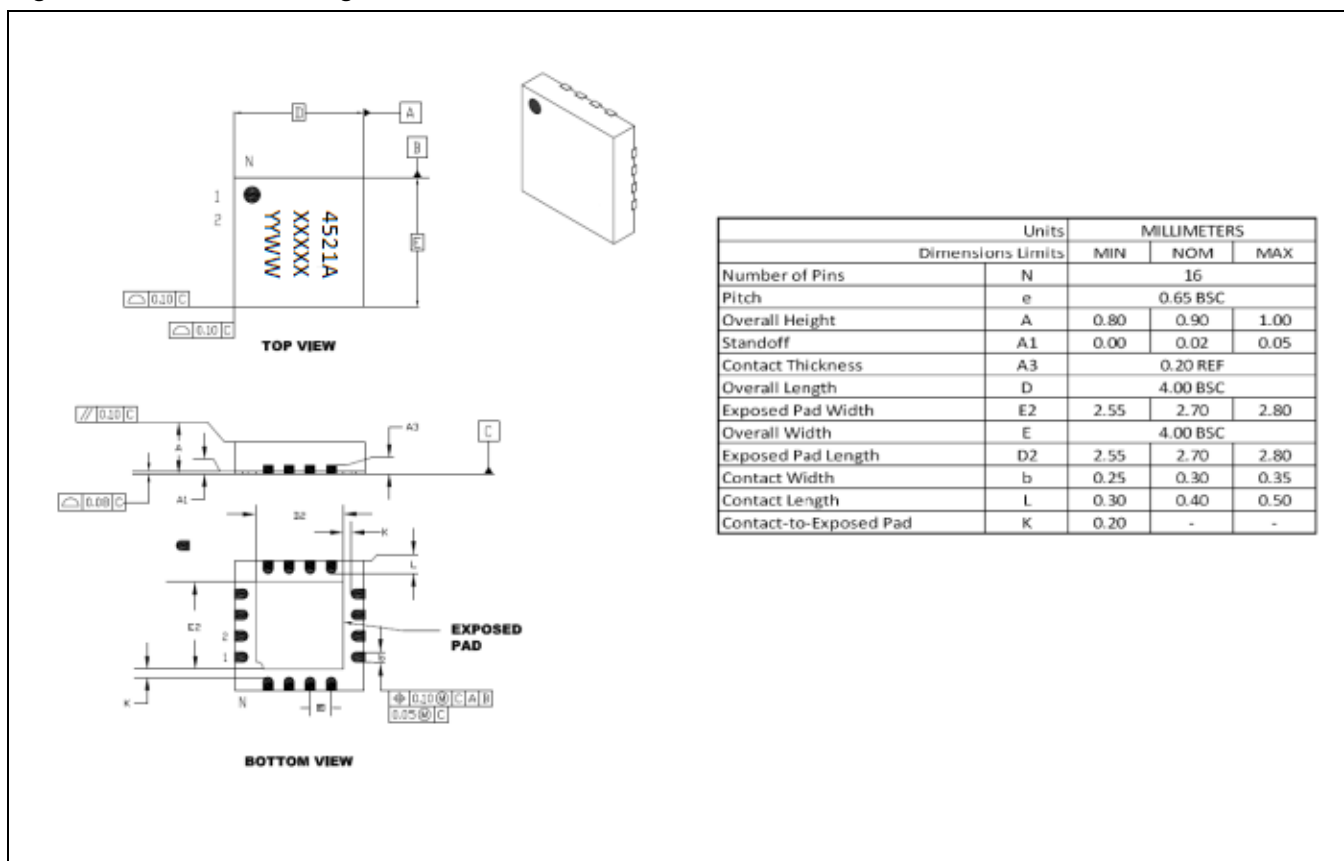 D
A
B
N
1
2
4521A
XXXXX
YYWW
E
0.10 C
0.10 C
TOP VIEW
// 0.10 C
A
A3
C
0.08 C
A1
D2
K
L
E2
2
1
EXPOSED
PAD
K
N
0.10 Ⓜ C A B
0.05 Ⓜ C
BOTTOM VIEW
Units MILLIMETERS
Dimensions Limits MIN NOM MAX
Number of Pins N 16
Pitch e 0.65 BSC
Overall Height A 0.80 0.90 1.00
Standoff A1 0.00 0.02 0.05
Contact Thickness A3 0.20 REF
Overall Length D 4.00 BSC
Exposed Pad Width E2 2.55 2.70 2.80
Overall Width E 4.00 BSC
Exposed Pad Length D2 2.55 2.70 2.80
Contact Width b 0.25 0.30 0.35
Contact Length L 0.30 0.40 0.50
Contact-to-Exposed Pad K 0.20 - -